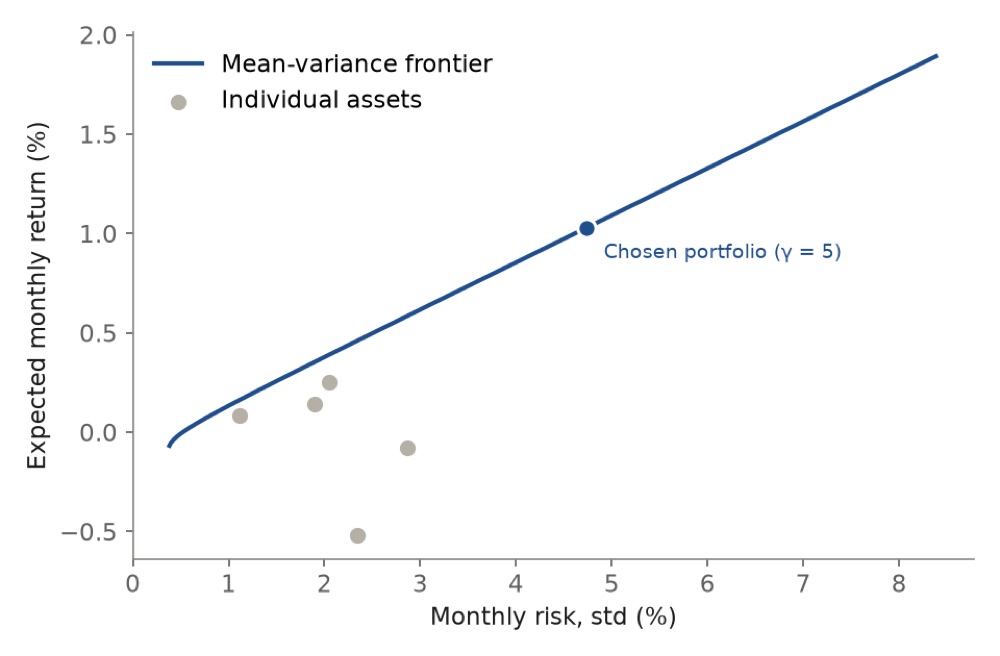 2.0
1.5
1.0
0.5
0.0
−0.5
Expected monthly return (%)
Mean-variance frontier
Individual assets
Chosen portfolio (γ = 5)
0 1 2 3 4 5 6 7 8
Monthly risk, std (%)